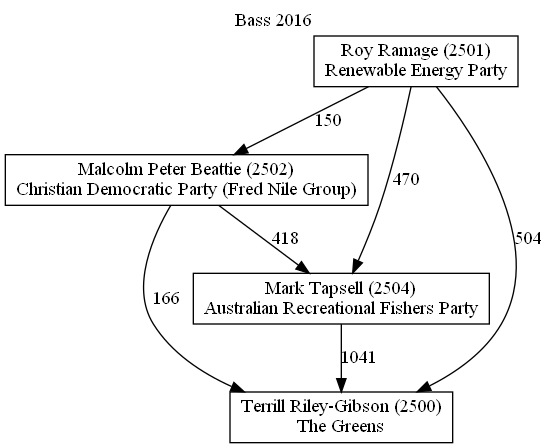 Bass 2016
Roy Ramage (2501)
Renewable Energy Party
150
470
504
Malcolm Peter Beattie (2502)
Christian Democratic Party (Fred Nile Group)
418
166
Mark Tapsell (2504)
Australian Recreational Fishers Party
1041
Terrill Riley-Gibson (2500)
The Greens